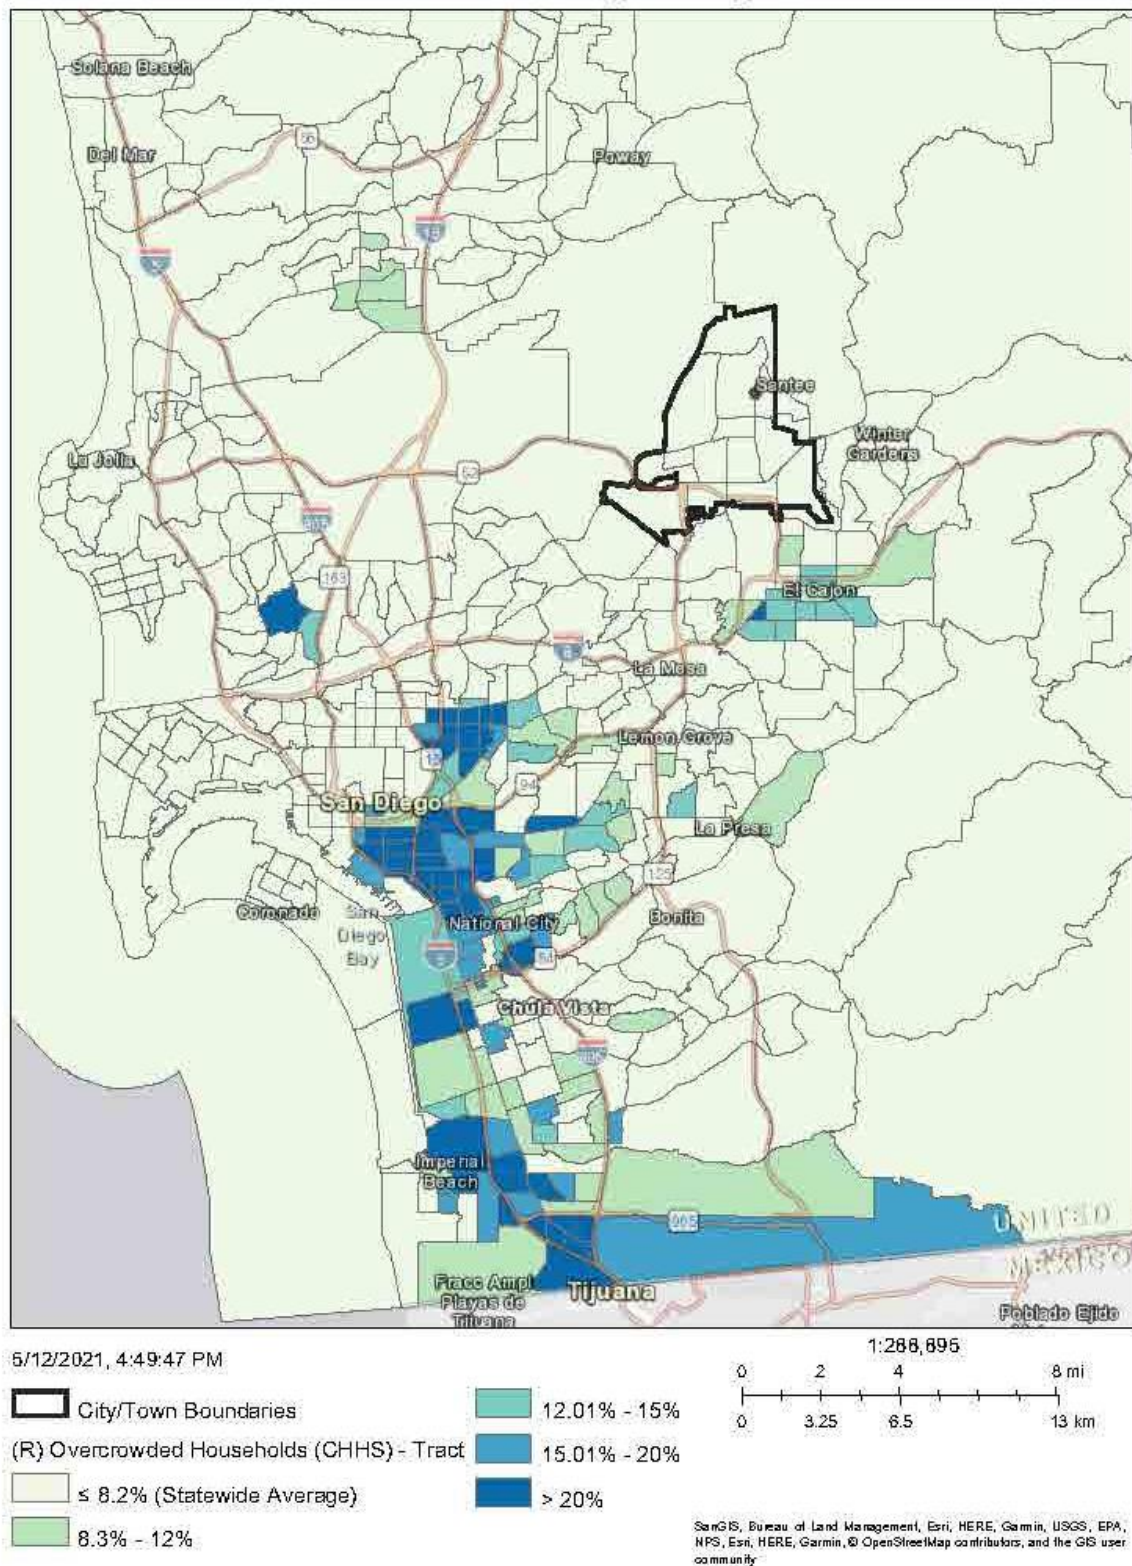 Solana Beach
56
Del Mar
Poway
15
5
Santee
Winter
Gardens
La Jolla
52
805
163
El Cajon
8
La Mesa
Lemon Grove
15
94
San Diego
La Presa
125
Coronado
San
Diego
Bay
National City
Bonita
5
54
Chula Vista
805
Imperial
Beach
905
UNITED
MEXICO
Fracc Ampl
Playas de
Tijuana
Tijuana
Poblado Ejido
5/12/2021, 4:49:47 PM
1:288,895
0 2 4 8 mi
0 3.25 6.5 13 km
City/Town Boundaries
(R) Overcrowded Households (CHHS) - Tract
≤ 8.2% (Statewide Average)
8.3% - 12%
12.01% - 15%
15.01% - 20%
> 20%
SanGIS, Bureau of Land Management, Esri, HERE, Garmin, USGS, EPA,
NPS, Esri, HERE, Garmin, © OpenStreetMap contributors, and the GIS user
community